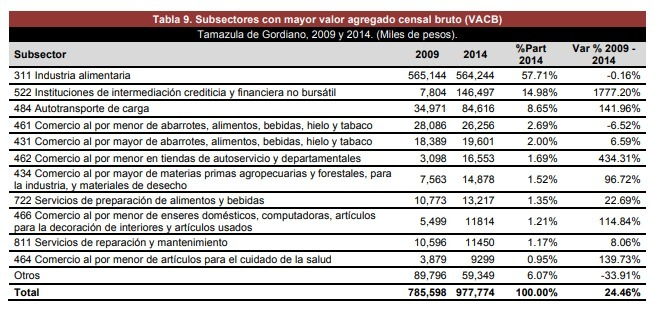 Tabla 9. Subsectores con mayor valor agregado censal bruto (VACB)
Tamazula de Gordiano, 2009 y 2014. (Miles de pesos).
Subsector 2009 2014 %Part 2014 Var % 2009 - 2014
311 Industria alimentaria 565,144 564,244 57.71% -0.16%
522 Instituciones de intermediación crediticia y financiera no bursátil 7,804 146,497 14.98% 1777.20%
484 Autotransporte de carga 34,971 84,616 8.65% 141.96%
461 Comercio al por menor de abarrotes, alimentos, bebidas, hielo y tabaco 28,086 26,256 2.69% -6.52%
431 Comercio al por mayor de abarrotes, alimentos, bebidas, hielo y tabaco 18,389 19,601 2.00% 6.59%
462 Comercio al por menor en tiendas de autoservicio y departamentales 3,098 16,553 1.69% 434.31%
434 Comercio al por mayor de materias primas agropecuarias y forestales, para
la industria, y materiales de desecho 7,563 14,878 1.52% 96.72%
722 Servicios de preparación de alimentos y bebidas 10,773 13,217 1.35% 22.69%
466 Comercio al por menor de enseres domésticos, computadoras, artículos
para la decoración de interiores y artículos usados 5,499 11814 1.21% 114.84%
811 Servicios de reparación y mantenimiento 10,596 11450 1.17% 8.06%
464 Comercio al por menor de artículos para el cuidado de la salud 3,879 9299 0.95% 139.73%
Otros 89,796 59,349 6.07% -33.91%
Total 785,598 977,774 100.00% 24.46%